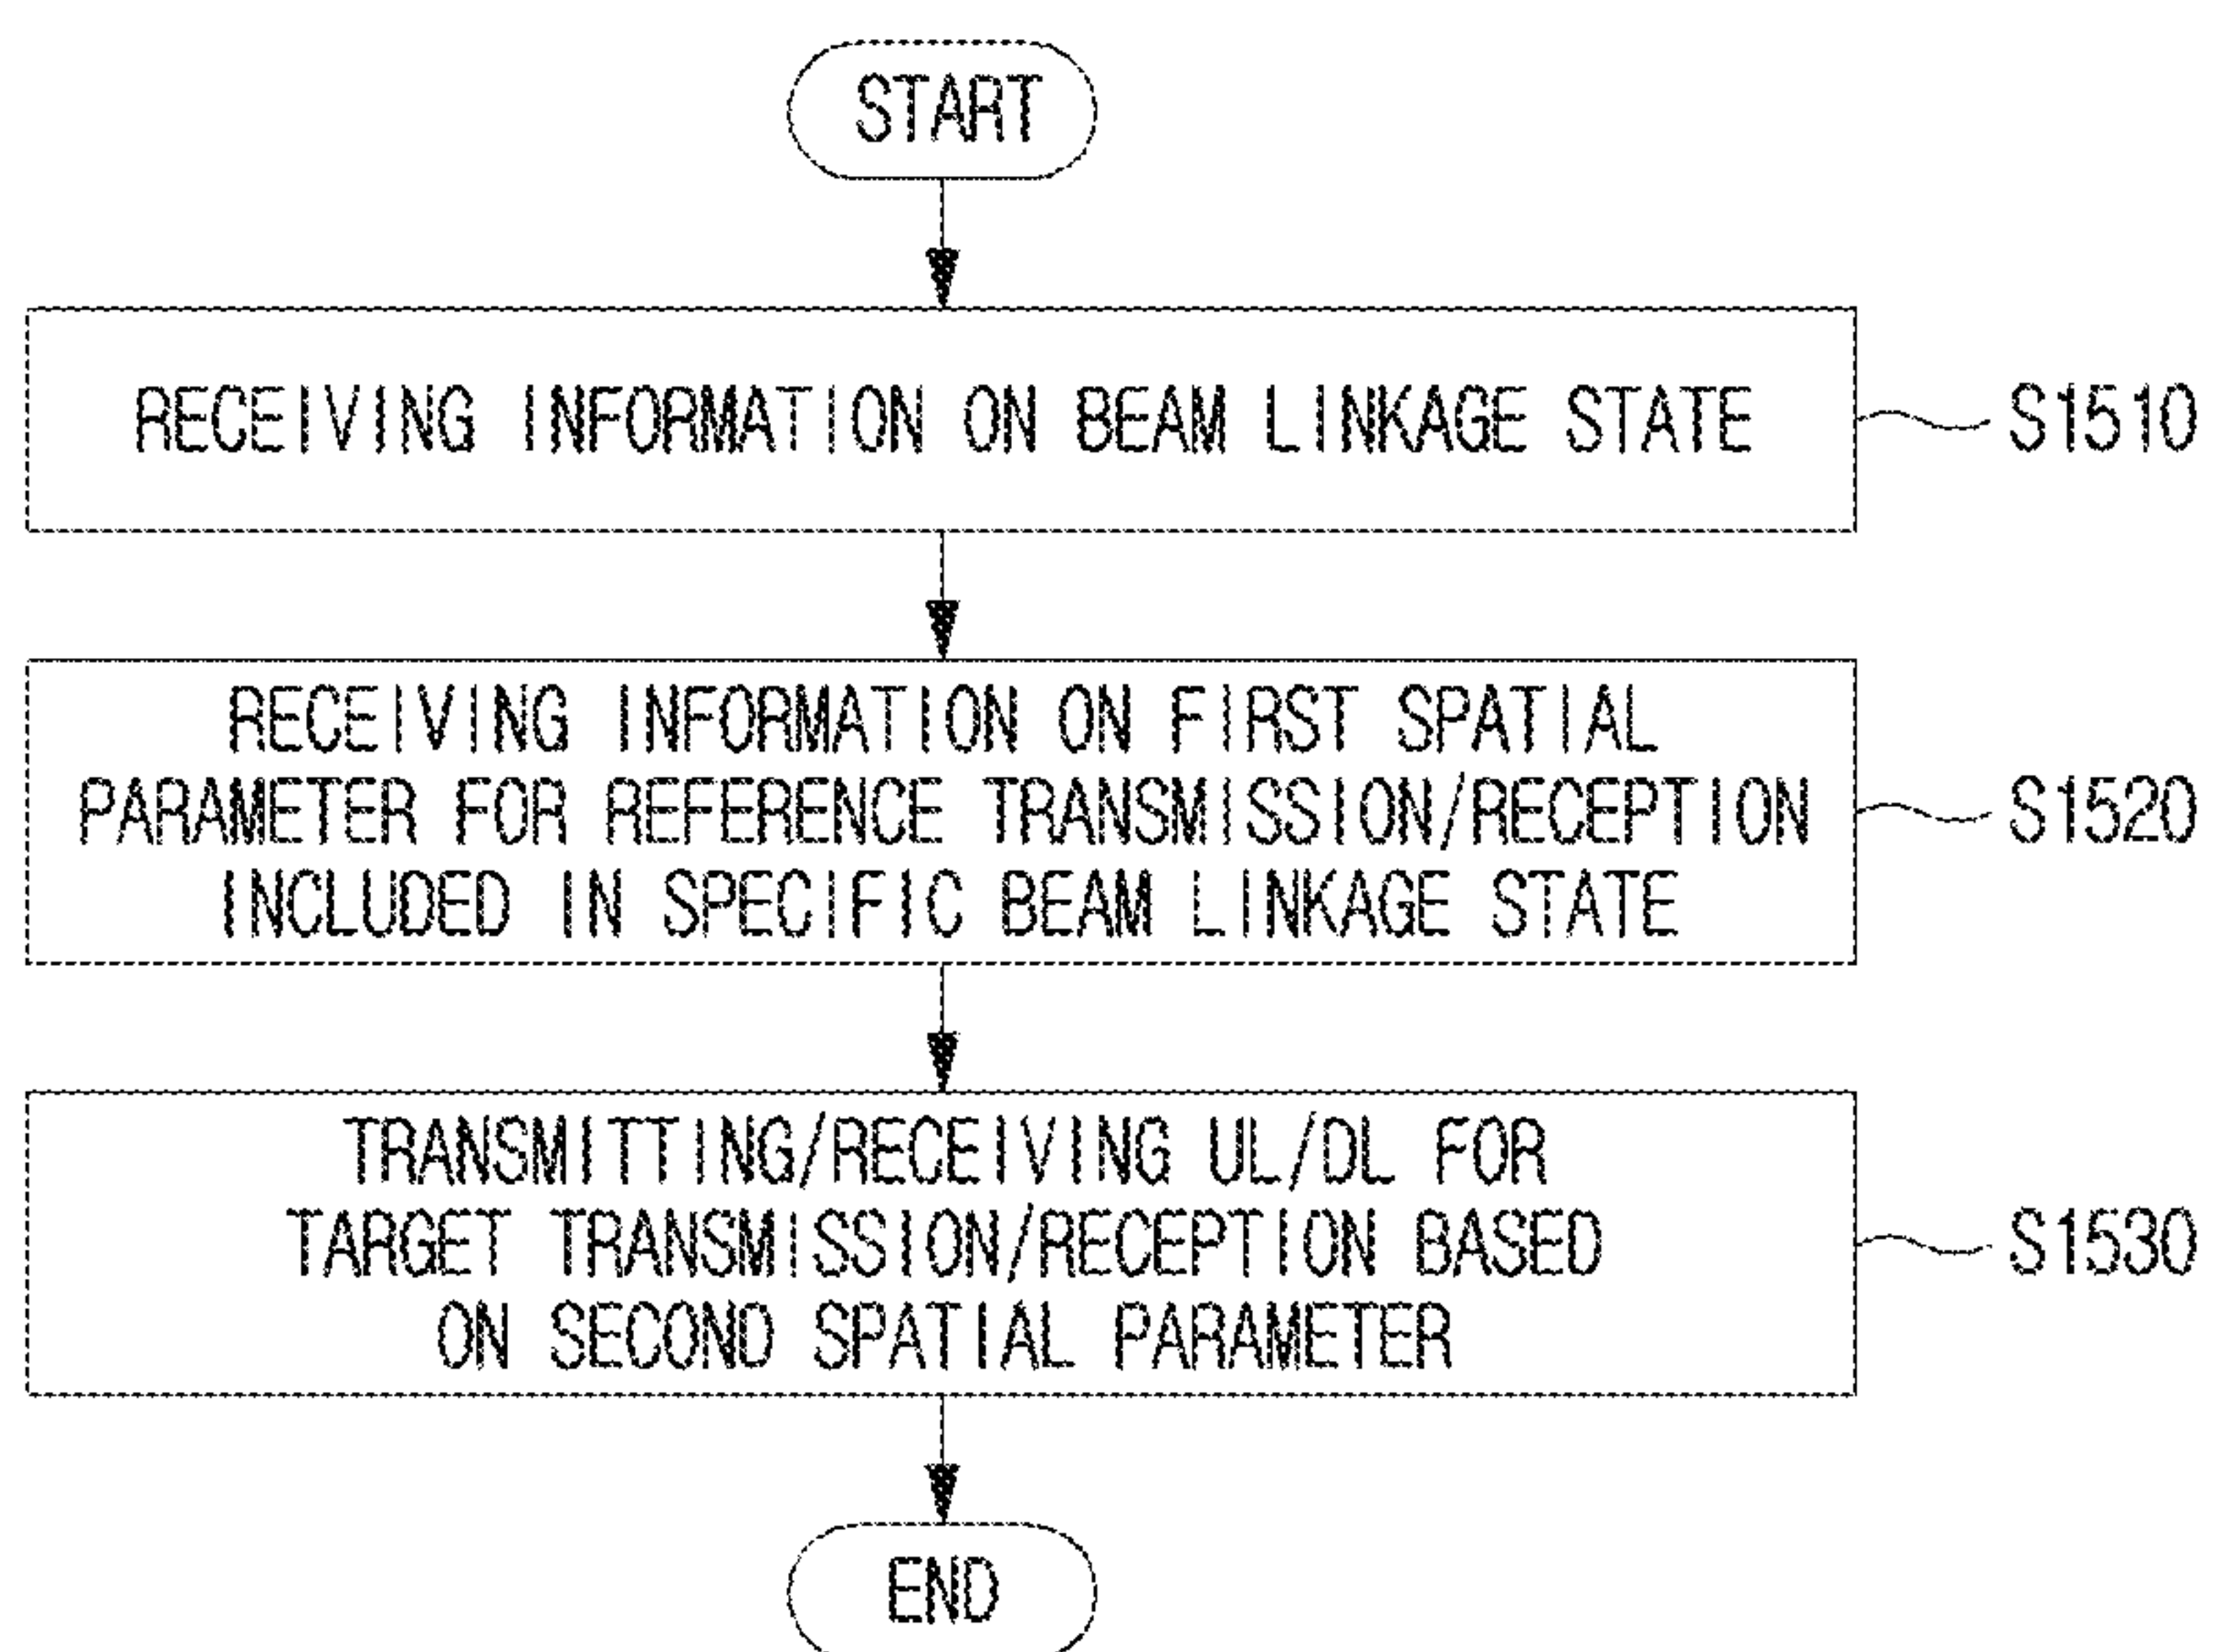 START
RECEIVING INFORMATION ON BEAM LINKAGE STATE
S1510
RECEIVING INFORMATION ON FIRST SPATIAL
PARAMETER FOR REFERENCE TRANSMISSION/RECEPTION
INCLUDED IN SPECIFIC BEAM LINKAGE STATE
S1520
TRANSMITTING/RECEIVING UL/DL FOR
TARGET TRANSMISSION/RECEPTION BASED
ON SECOND SPATIAL PARAMETER
S1530
END